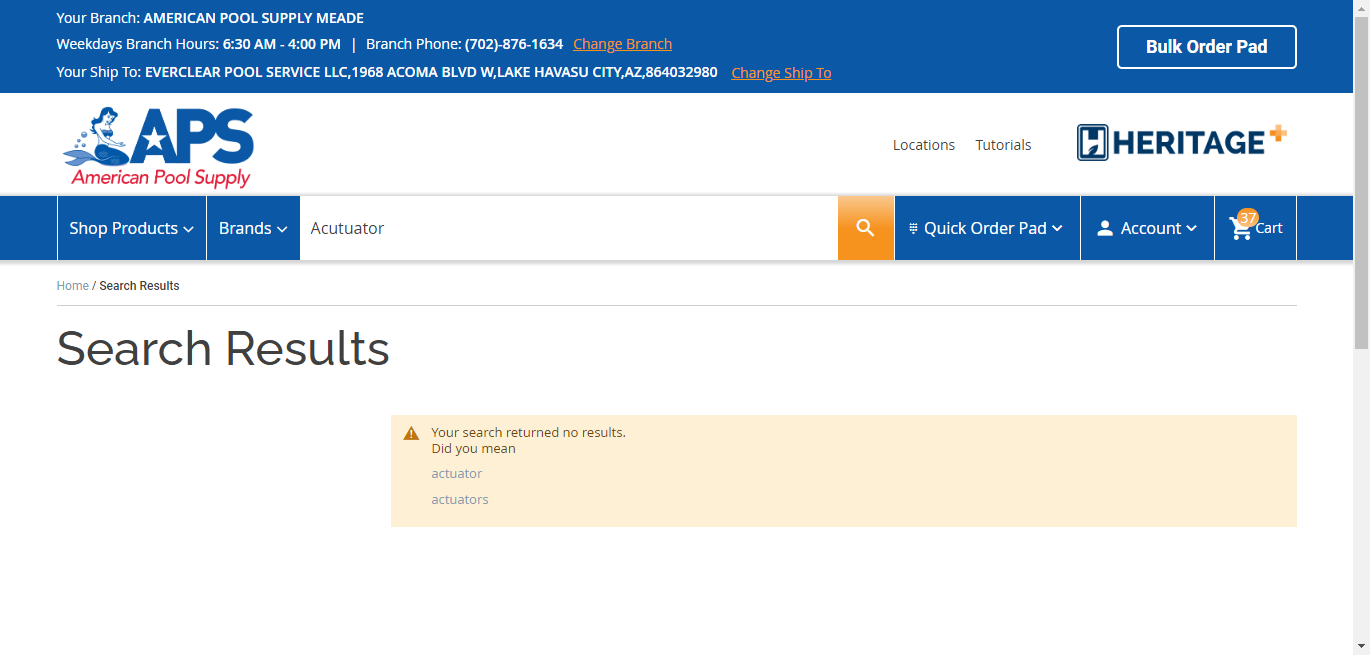 Your Branch: AMERICAN POOL SUPPLY MEADE
Weekdays Branch Hours: 6:30 AM - 4:00 PM | Branch Phone: (702)-876-1634 Change Branch
Your Ship To: EVERCLEAR POOL SERVICE LLC,1968 ACOMA BLVD W,LAKE HAVASU CITY,AZ,864032980 Change Ship To
Bulk Order Pad
APS
American Pool Supply
Locations Tutorials
HERITAGE+
Shop Products Brands Acutuator Quick Order Pad Account 37 Cart
Home / Search Results
Search Results
Your search returned no results.
Did you mean
actuator
actuators